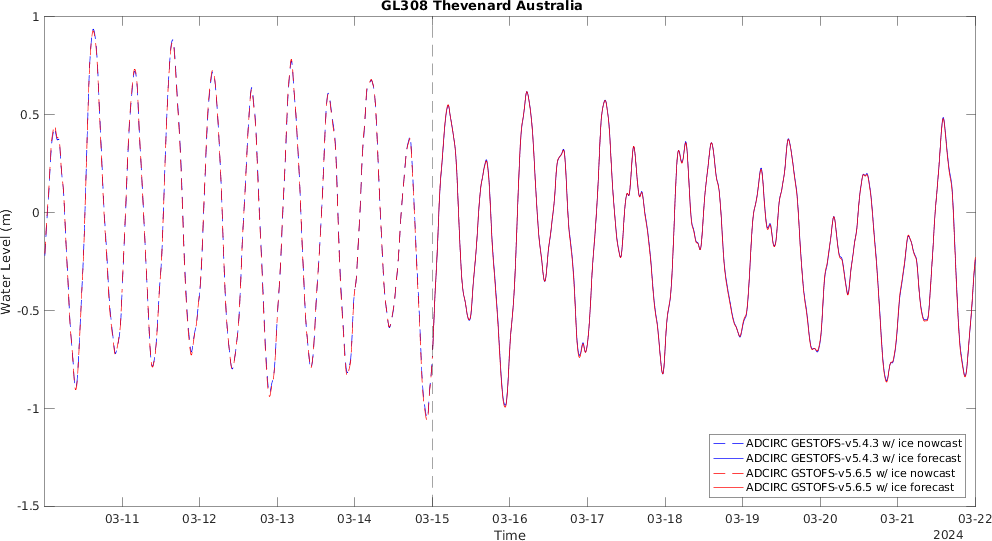 GL308 Thevenard Australia
1
0.5
0
-0.5
-1
-1.5
Water Level (m)
ADCIRC GESTOFS-v5.4.3 w/ ice nowcast
ADCIRC GESTOFS-v5.4.3 w/ ice forecast
ADCIRC GSTOFS-v5.6.5 w/ ice nowcast
ADCIRC GSTOFS-v5.6.5 w/ ice forecast
03-11 03-12 03-13 03-14 03-15 03-16 03-17 03-18 03-19 03-20 03-21 03-22
Time
2024